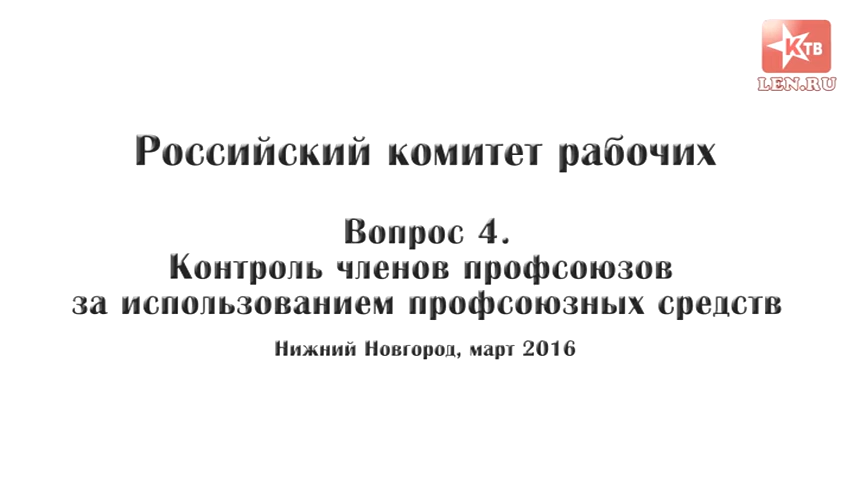 КТВ
LEN.RU
Российский комитет рабочих
Вопрос 4.
Контроль членов профсоюзов
за использованием профсоюзных средств
Нижний Новгород, март 2016